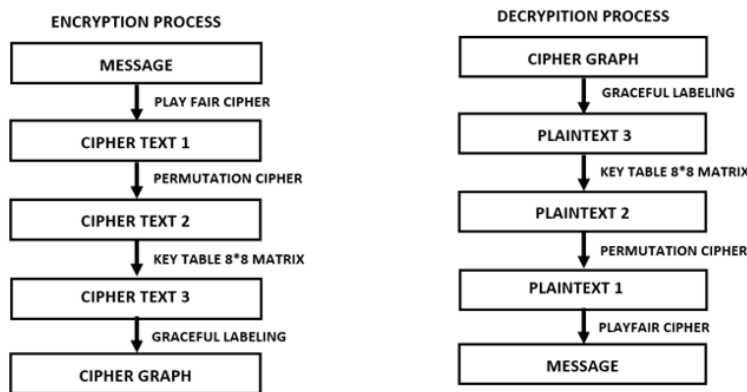 ENCRYPTION PROCESS
MESSAGE
PLAY FAIR CIPHER
CIPHER TEXT 1
PERMUTATION CIPHER
CIPHER TEXT 2
KEY TABLE 8*8 MATRIX
CIPHER TEXT 3
GRACEFUL LABELING
CIPHER GRAPH
DECRYPITION PROCESS
CIPHER GRAPH
GRACEFUL LABELING
PLAINTEXT 3
KEY TABLE 8*8 MATRIX
PLAINTEXT 2
PERMUTATION CIPHER
PLAINTEXT 1
PLAYFAIR CIPHER
MESSAGE